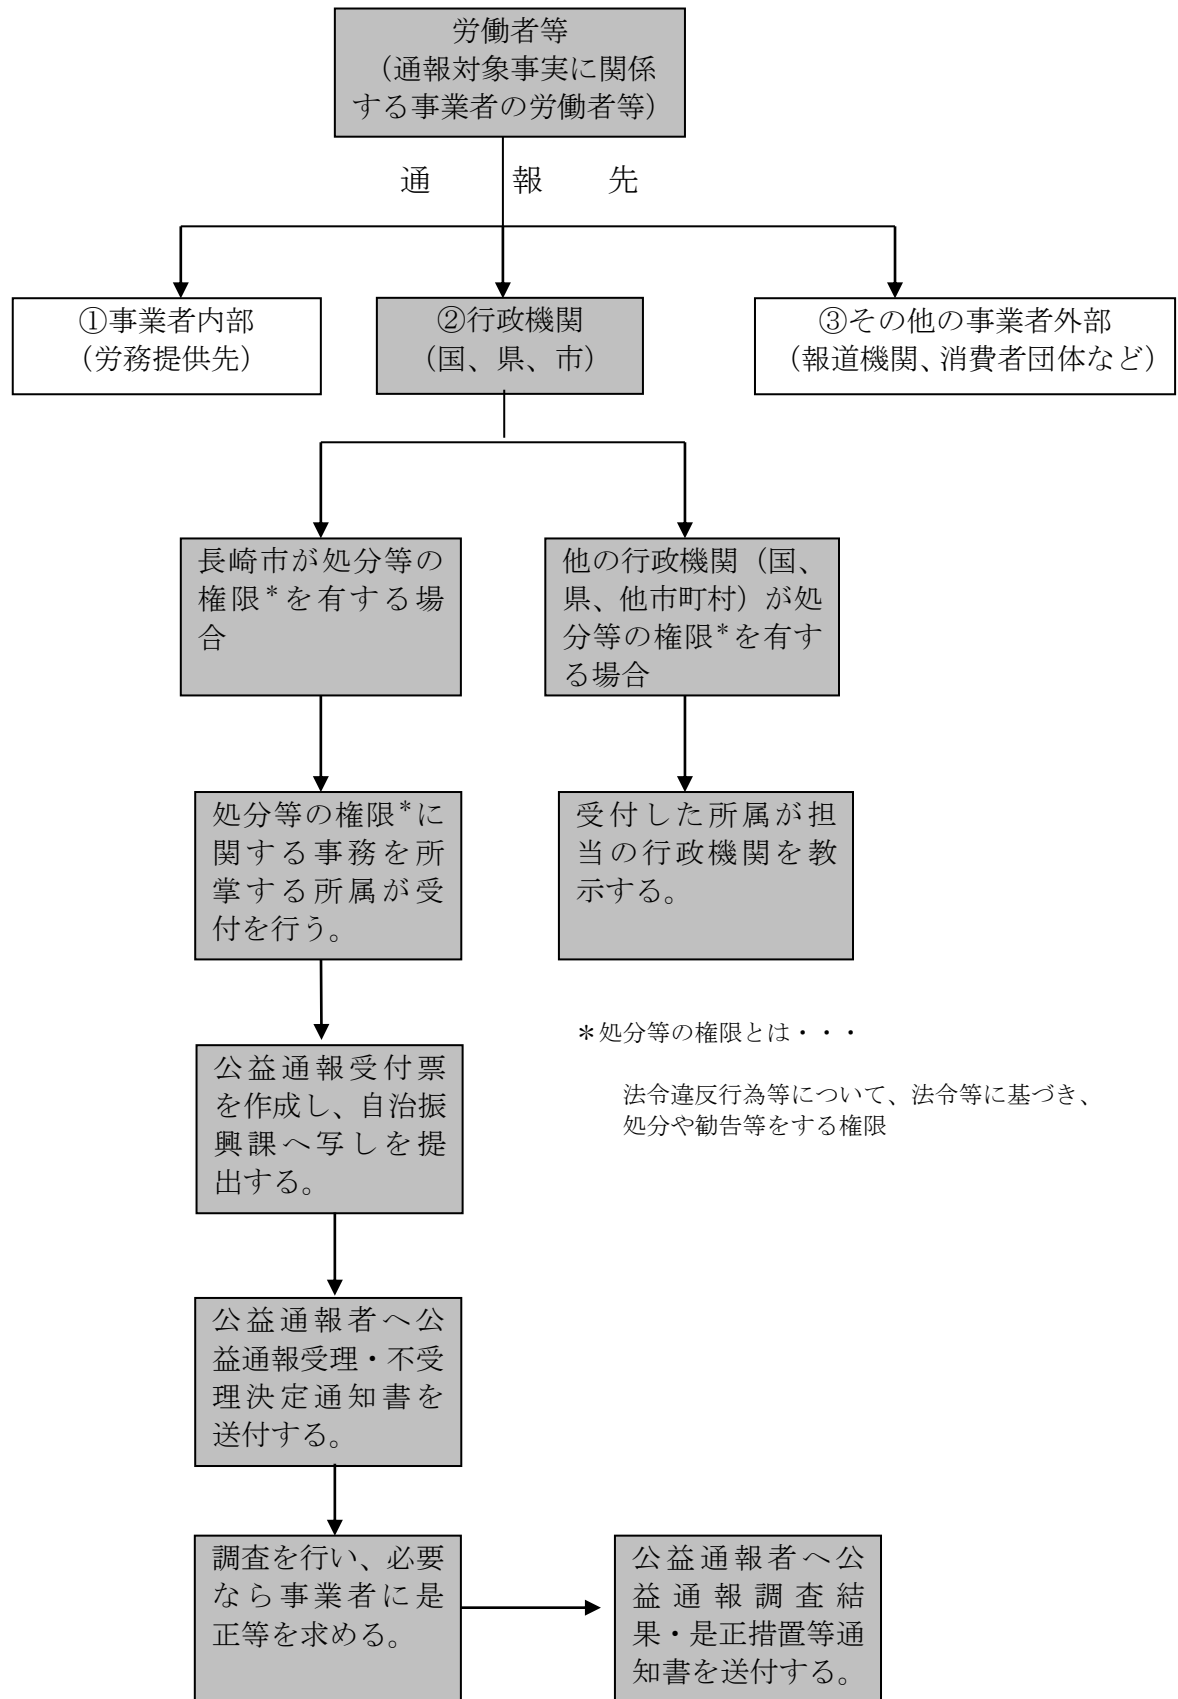 労働者等
（通報対象事実に関係
する事業者の労働者等）
通　報　先
①事業者内部
（労務提供先）
②行政機関
（国、県、市）
③その他の事業者外部
（報道機関、消費者団体など）
長崎市が処分等の
権限*を有する場
合
他の行政機関（国、
県、他市町村）が処
分等の権限*を有す
る場合
処分等の権限*に
関する事務を所
掌する所属が受
付を行う。
受付した所属が担
当の行政機関を教
示する。
＊処分等の権限とは・・・
法令違反行為等について、法令等に基づき、
処分や勧告等をする権限
公益通報受付票
を作成し、自治振
興課へ写しを提
出する。
公益通報者へ公
益通報受理・不受
理決定通知書を
送付する。
調査を行い、必要
なら事業者に是
正等を求める。
公益通報者へ公
益通報調査結
果・是正措置等通
知書を送付する。